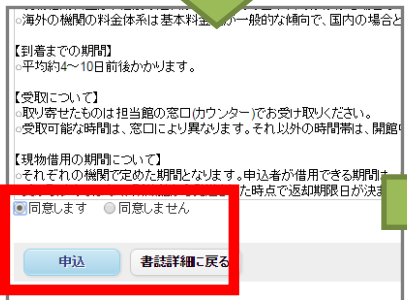 ○海外の機関の料金体系は基本料金 が一般的な傾向で、国内の場合と
【到着までの期間】
○平均約4～10日前後かかります。
【受取について】
○取り寄せたものは担当館の窓口(カウンター)でお受け取りください。
○受取可能な時間は、窓口により異なります。それ以外の時間帯は、開館
【現物借用の期間について】
○それぞれの機関で定めた期間となります。申込者が借用できる期間は、
た時点で返却期限日が決ま
同意します 同意しません
申込 書誌詳細に戻る